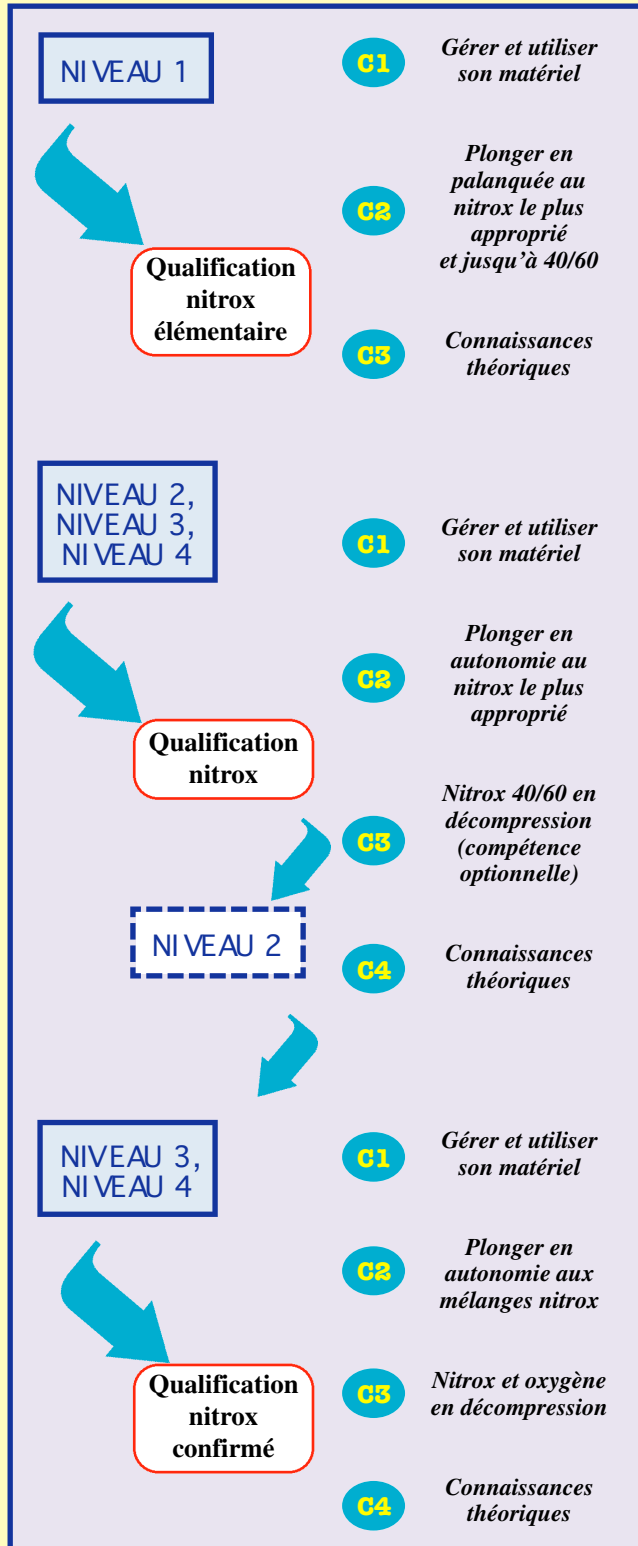 NIVEAU 1
C1
Gérer et utiliser
son matériel
C2
Plonger en
palanquée au
nitrox le plus
approprié
et jusqu'à 40/60
Qualification
nitrox
élémentaire
C3
Connaissances
théoriques
NIVEAU 2,
NIVEAU 3,
NIVEAU 4
C1
Gérer et utiliser
son matériel
C2
Plonger en
autonomie au
nitrox le plus
approprié
Qualification
nitrox
C3
Nitrox 40/60 en
décompression
(compétence
optionnelle)
NIVEAU 2
C4
Connaissances
théoriques
NIVEAU 3,
NIVEAU 4
C1
Gérer et utiliser
son matériel
C2
Plonger en
autonomie aux
mélanges nitrox
Qualification
nitrox
confirmé
C3
Nitrox et oxygène
en décompression
C4
Connaissances
théoriques